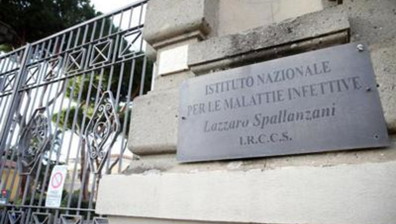 ISTITUTO NAZIONALE
PER LE MALATTIE INFETTIVE
Lazzaro Spallanzani
I.R.C.C.S.